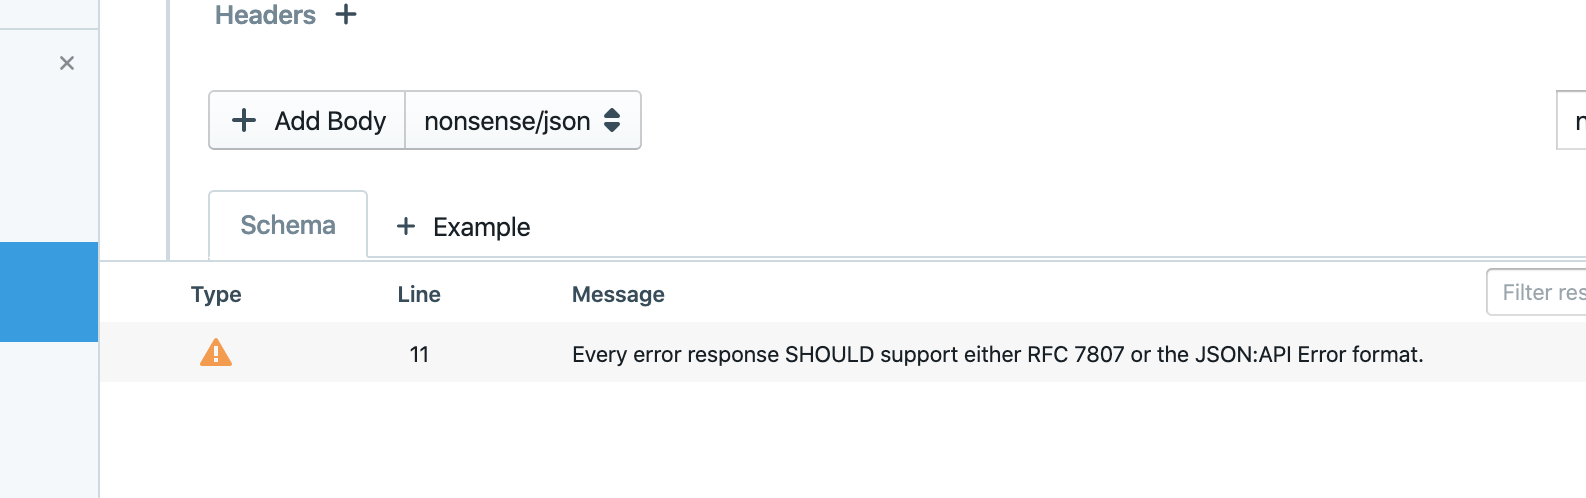 Headers +
+ Add Body nonsense/json
Schema + Example
Type Line Message Filter res
11 Every error response SHOULD support either RFC 7807 or the JSON:API Error format.